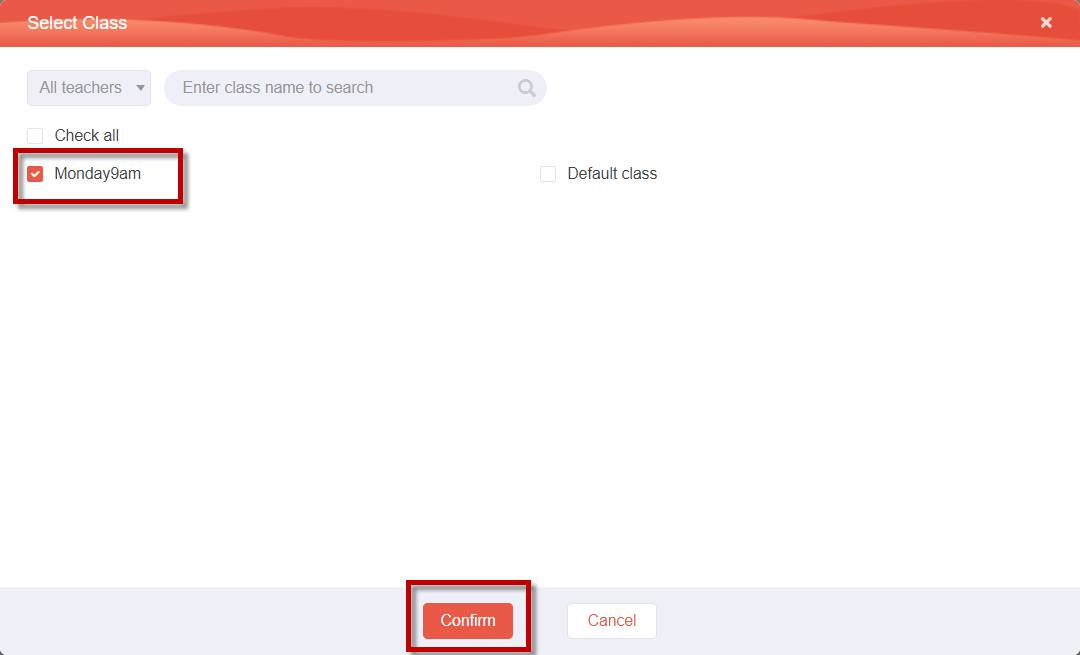 Select Class
All teachers
Enter class name to search
Check all
Monday9am
Default class
Confirm
Cancel